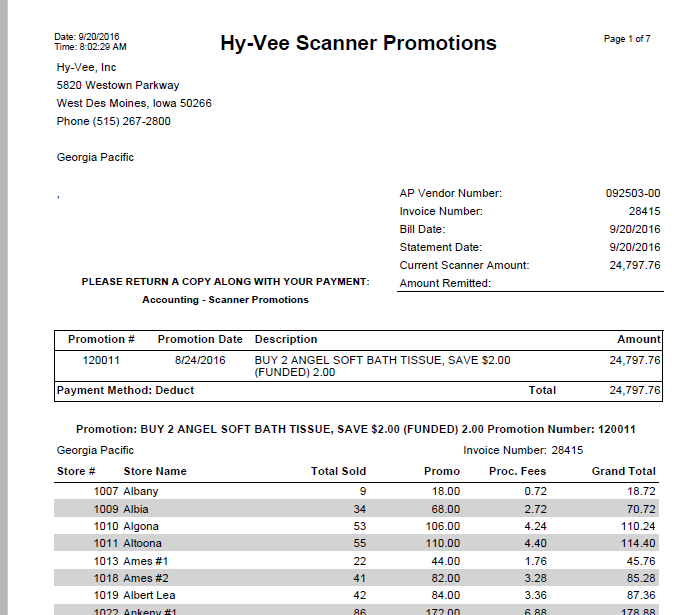 Date: 9/20/2016
Time: 8:02:29 AM
Hy-Vee Scanner Promotions
Page 1 of 7
Hy-Vee, Inc
5820 Westown Parkway
West Des Moines, Iowa 50266
Phone (515) 267-2800
Georgia Pacific
,
AP Vendor Number: 092503-00
Invoice Number: 28415
Bill Date: 9/20/2016
Statement Date: 9/20/2016
Current Scanner Amount: 24,797.76
Amount Remitted:
PLEASE RETURN A COPY ALONG WITH YOUR PAYMENT:
Accounting - Scanner Promotions
Promotion # Promotion Date Description Amount
120011 8/24/2016 BUY 2 ANGEL SOFT BATH TISSUE, SAVE $2.00 24,797.76
(FUNDED) 2.00
Payment Method: Deduct Total 24,797.76
Promotion: BUY 2 ANGEL SOFT BATH TISSUE, SAVE $2.00 (FUNDED) 2.00 Promotion Number: 120011
Georgia Pacific Invoice Number: 28415
Store # Store Name Total Sold Promo Proc. Fees Grand Total
1007 Albany 9 18.00 0.72 18.72
1009 Albia 34 68.00 2.72 70.72
1010 Algona 53 106.00 4.24 110.24
1011 Altoona 55 110.00 4.40 114.40
1013 Ames #1 22 44.00 1.76 45.76
1018 Ames #2 41 82.00 3.28 85.28
1019 Albert Lea 42 84.00 3.36 87.36
1022 Ankeny #1 86 172.00 6.88 178.88